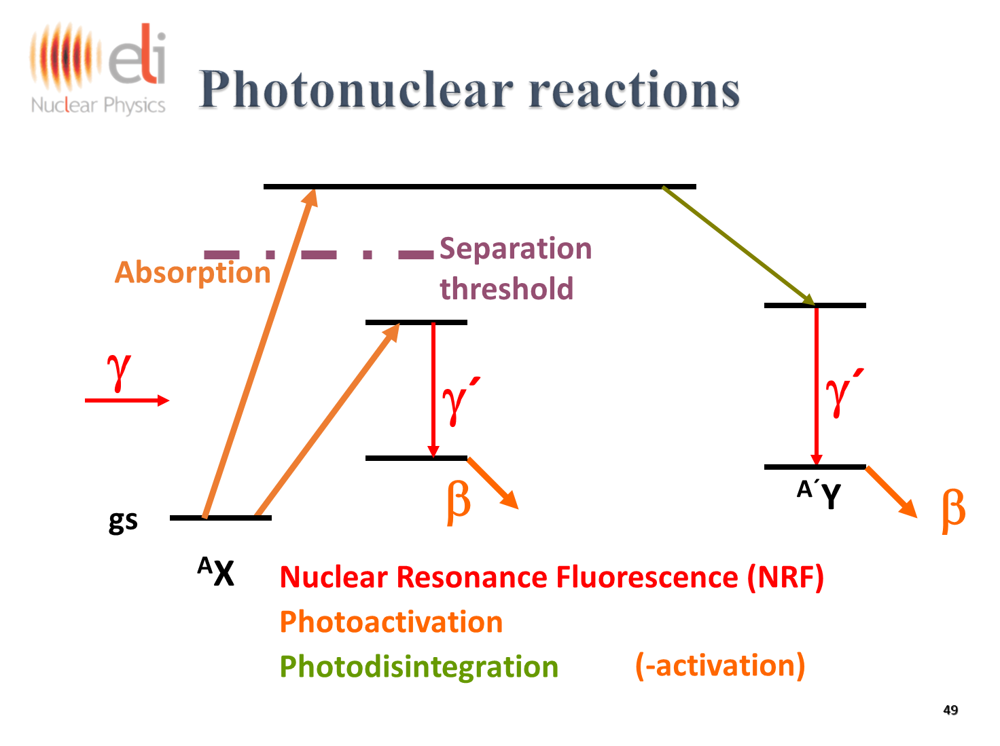 eli
Nuclear Physics
Photonuclear reactions
Separation
threshold
Absorption
γ
γ´
γ´
β
gs
A´Y
β
AX
Nuclear Resonance Fluorescence (NRF)
Photoactivation
Photodisintegration (-activation)
49